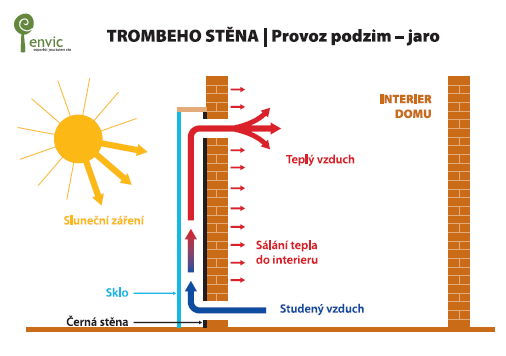 envic
TROMBEHO STĚNA | Provoz podzim – jaro
INTERIER
DOMU
Teplý vzduch
Sluneční záření
Sálání tepla
do interieru
Sklo
Studený vzduch
Černá stěna